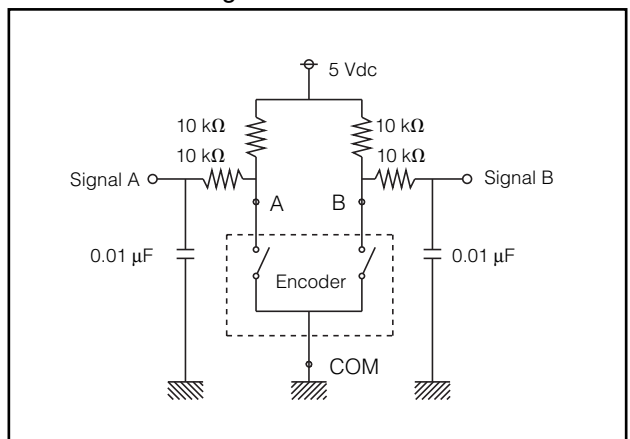 5 Vdc
10 kΩ 10 kΩ
10 kΩ 10 kΩ
Signal A Signal B
A B
0.01 μF Encoder 0.01 μF
COM